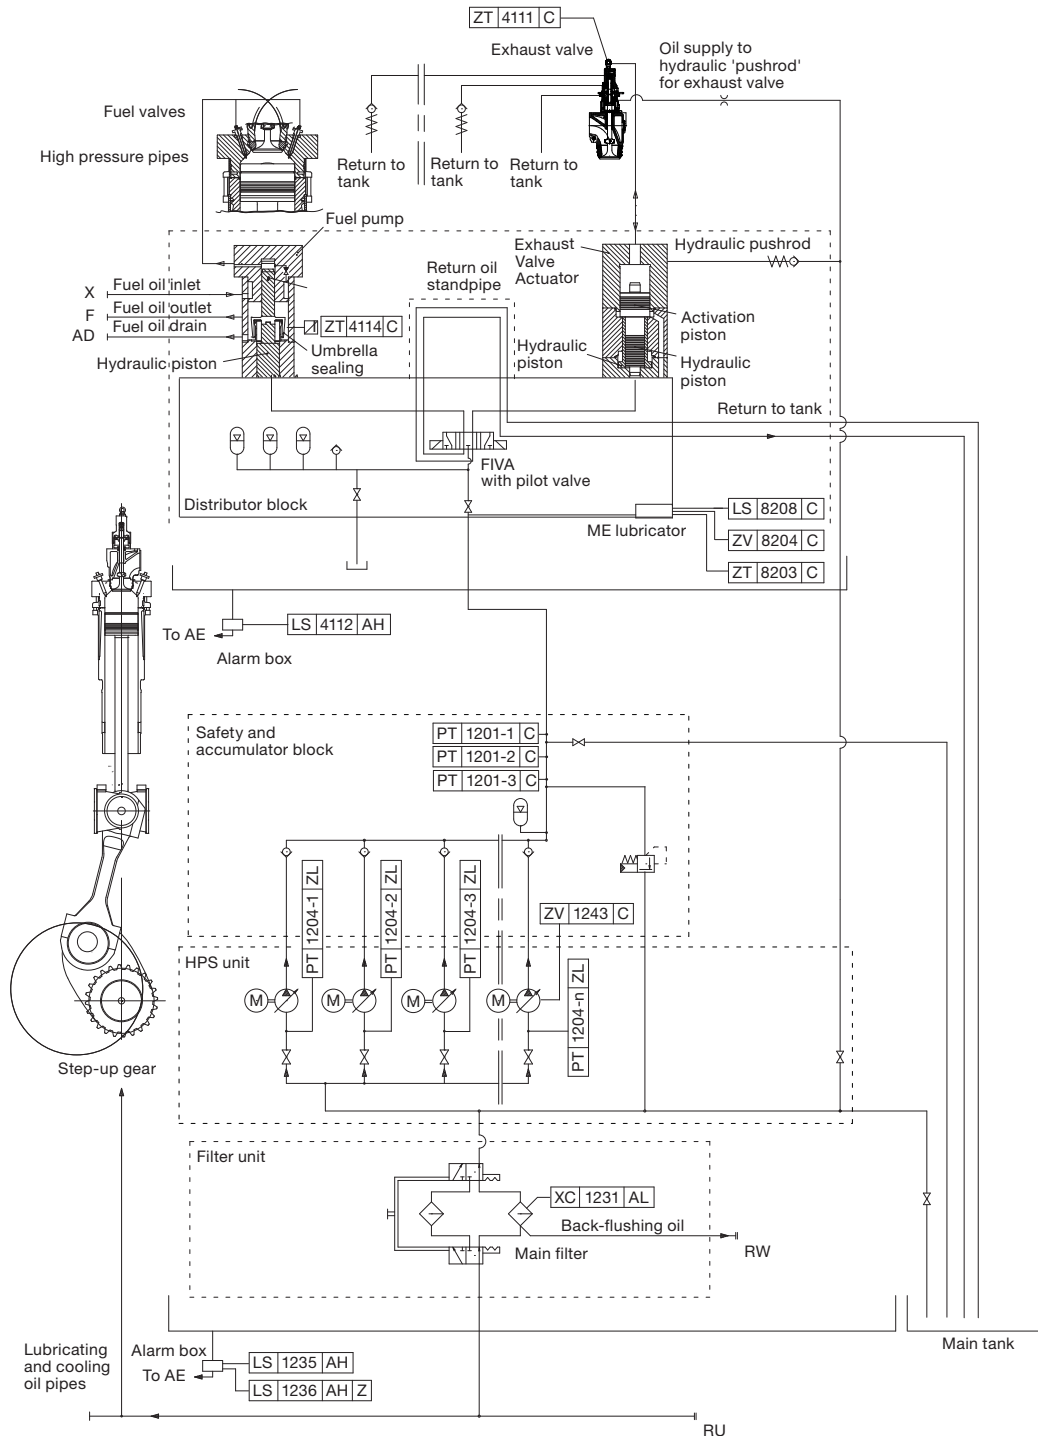 ZT 4111 C
Exhaust valve
Oil supply to
hydraulic 'pushrod'
for exhaust valve
Fuel valves
High pressure pipes
Return to
tank
Return to
tank
Return to
tank
Fuel pump
Exhaust
Valve
Actuator
Hydraulic pushrod
Return oil
standpipe
X Fuel oil inlet
F Fuel oil outlet
AD Fuel oil drain
ZT 4114 C
Umbrella
sealing
Hydraulic piston
Activation
piston
Hydraulic
piston
Hydraulic
piston
Return to tank
FIVA
with pilot valve
Distributor block
ME lubricator
LS 8208 C
ZV 8204 C
ZT 8203 C
To AE
LS 4112 AH
Alarm box
Safety and
accumulator block
PT 1201-1 C
PT 1201-2 C
PT 1201-3 C
PT 1204-1 ZL
PT 1204-2 ZL
PT 1204-3 ZL
ZV 1243 C
PT 1204-n ZL
HPS unit
M
M
M
M
Step-up gear
Filter unit
XC 1231 AL
Back-flushing oil
RW
Main filter
Main tank
Lubricating
and cooling
oil pipes
Alarm box
To AE
LS 1235 AH
LS 1236 AH Z
RU